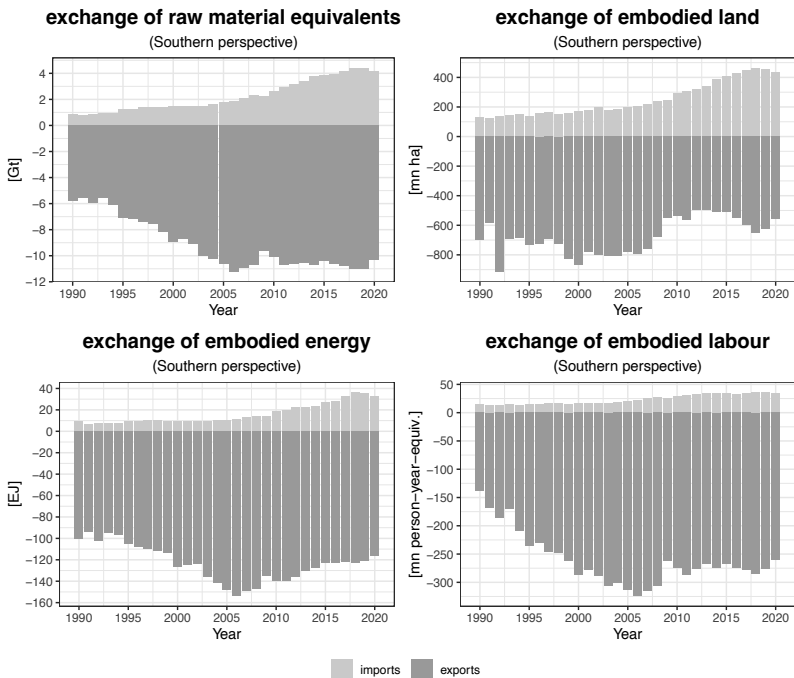 exchange of raw material equivalents
(Southern perspective)
4
2
0
−2
−4
−6
−8
−10
−12
[Gt]
1990 1995 2000 2005 2010 2015 2020
Year
exchange of embodied land
(Southern perspective)
400
200
0
−200
−400
−600
−800
[mn ha]
1990 1995 2000 2005 2010 2015 2020
Year
exchange of embodied energy
(Southern perspective)
40
20
0
−20
−40
−60
−80
−100
−120
−140
−160
[EJ]
1990 1995 2000 2005 2010 2015 2020
Year
exchange of embodied labour
(Southern perspective)
50
0
−50
−100
−150
−200
−250
−300
[mn person−year−equiv.]
1990 1995 2000 2005 2010 2015 2020
Year
imports exports